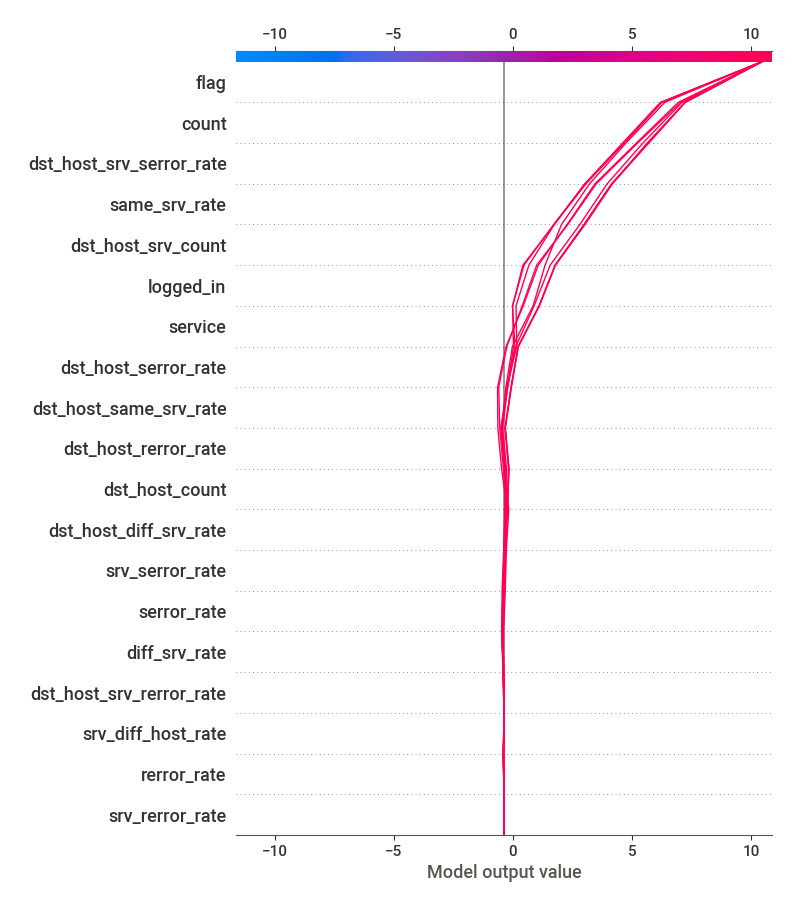 −10 −5 0 5 10
flag
count
dst_host_srv_serror_rate
same_srv_rate
dst_host_srv_count
logged_in
service
dst_host_serror_rate
dst_host_same_srv_rate
dst_host_rerror_rate
dst_host_count
dst_host_diff_srv_rate
srv_serror_rate
serror_rate
diff_srv_rate
dst_host_srv_rerror_rate
srv_diff_host_rate
rerror_rate
srv_rerror_rate
−10 −5 0 5 10
Model output value